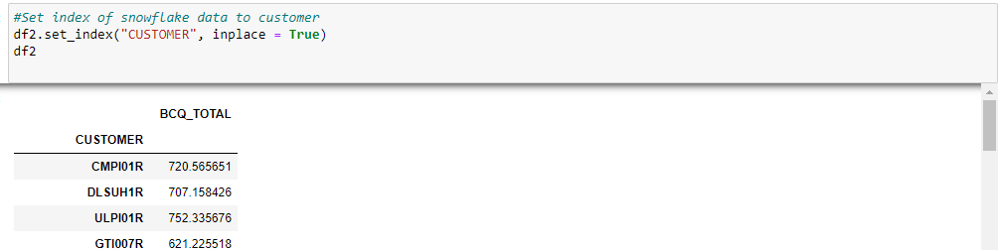 #Set index of snowflake data to customer
df2.set_index("CUSTOMER", inplace = True)
df2
BCQ_TOTAL
CUSTOMER
CMPI01R 720.565651
DLSUH1R 707.158426
ULPI01R 752.335676
GTI007R 621.225518